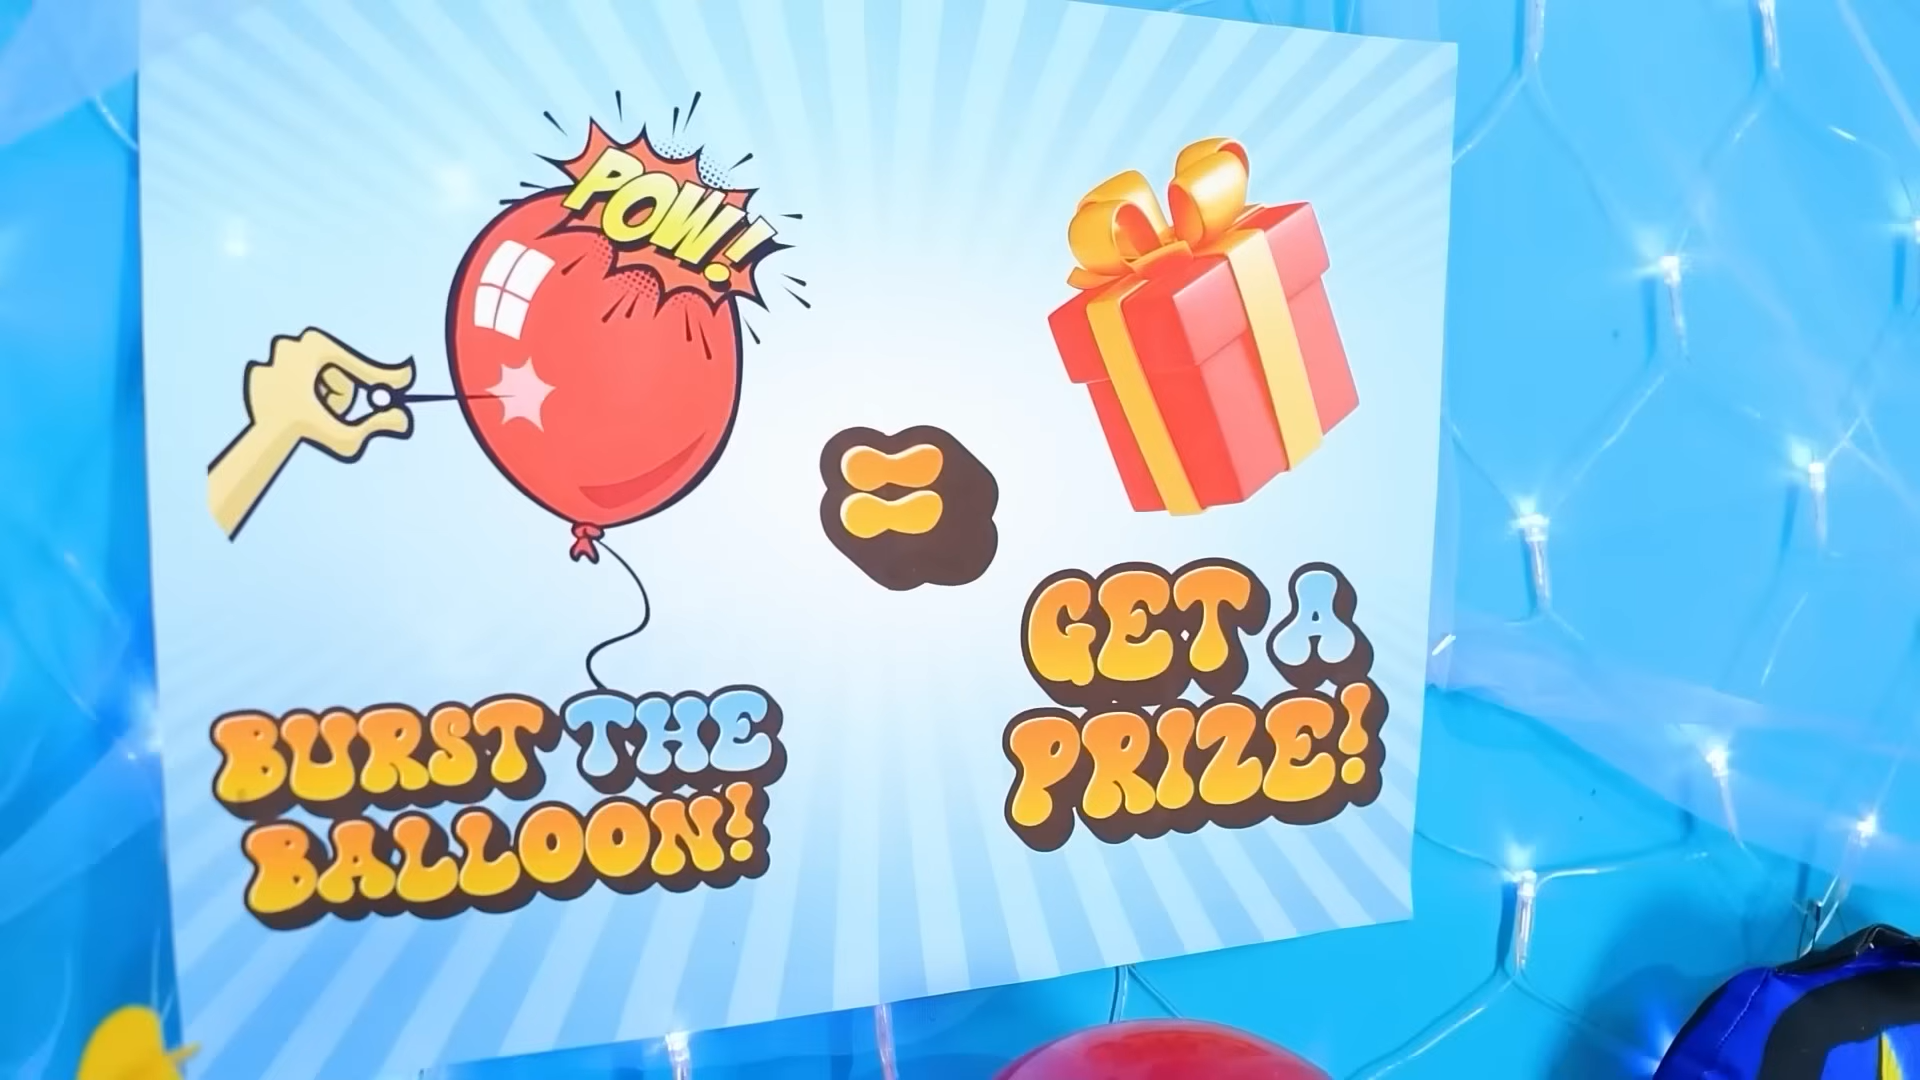 POW!
=
BURST THE
BALLOON!
GET A
PRIZE!